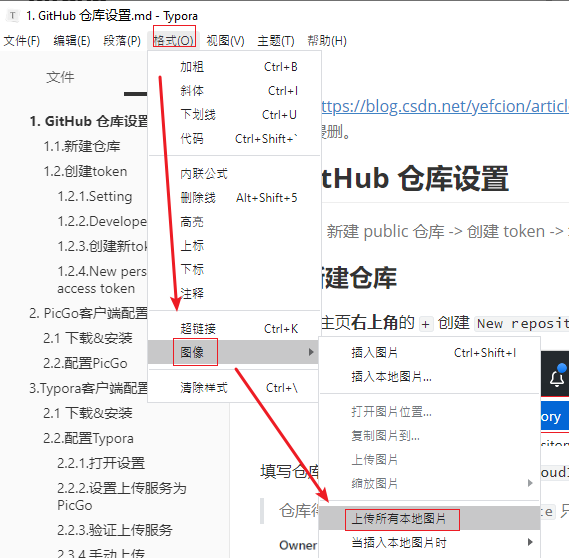 T 1. GitHub 仓库设置.md - Typora
文件(F) 编辑(E) 段落(P) 格式(O) 视图(V) 主题(T) 帮助(H)
文件
1. GitHub 仓库设置
1.1.新建仓库
1.2.创建token
1.2.1.Setting
1.2.2.Develope
1.2.3.创建新tok
1.2.4.New pers
access token
2. PicGo客户端配置
2.1 下载&安装
2.2.配置PicGo
3.Typora客户端配置
2.1 下载&安装
2.2.配置Typora
2.2.1.打开设置
2.2.2.设置上传服务为
PicGo
2.2.3.验证上传服务
2.3.4.手动上传
加粗 Ctrl+B
斜体 Ctrl+I
下划线 Ctrl+U
代码 Ctrl+Shift+`
内联公式
删除线 Alt+Shift+5
高亮
上标
下标
注释
超链接 Ctrl+K
图像
清除样式 Ctrl+\
插入图片 Ctrl+Shift+I
插入本地图片...
打开图片位置...
复制图片到...
上传图片
缩放图片
上传所有本地图片
当插入本地图片时
https://blog.csdn.net/yefcion/articl
侵删。
tHub 仓库设置
新建 public 仓库 -> 创建 token ->
新建仓库
主页右上角的 + 创建 New reposit
ory
sitory
填写仓库
oudi
仓库得
te 只
Owner